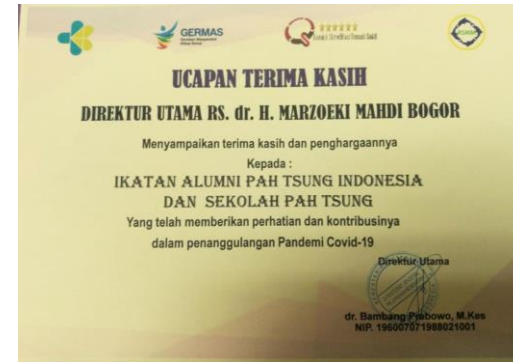 GERMAS
UCAPAN TERIMA KASIH
DIREKTUR UTAMA RS. dr. H. MARZOEKI MAHDI BOGOR
Menyampaikan terima kasih dan penghargaannya
Kepada :
IKATAN ALUMNI PAH TSUNG INDONESIA
DAN SEKOLAH PAH TSUNG
Yang telah memberikan perhatian dan kontribusinya
dalam penanggulangan Pandemi Covid-19
Direktur Utama
dr. Bambang Prabowo, M.Kes
NIP. 196007071988021001